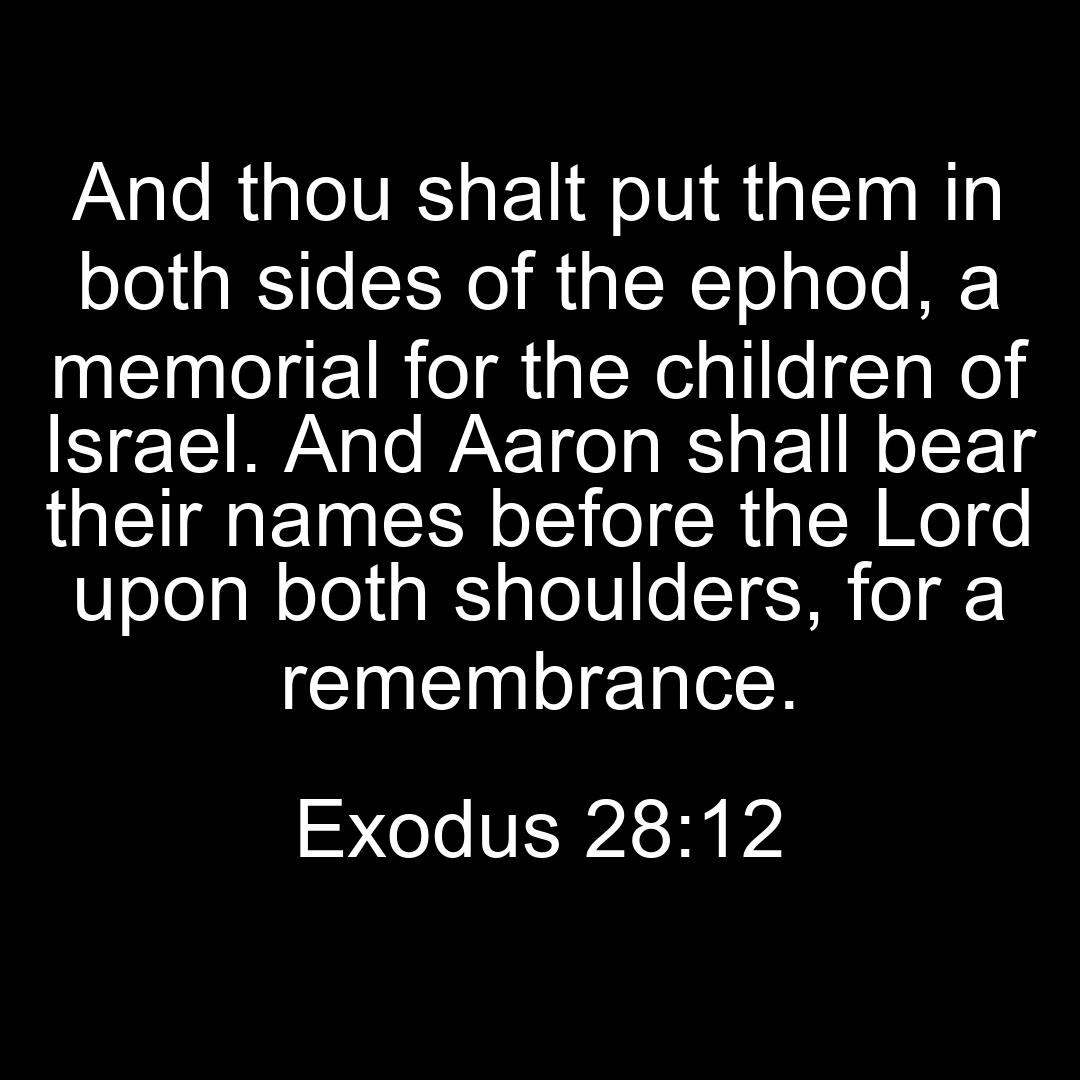 And thou shalt put them in
both sides of the ephod, a
memorial for the children of
Israel. And Aaron shall bear
their names before the Lord
upon both shoulders, for a
remembrance.
Exodus 28:12